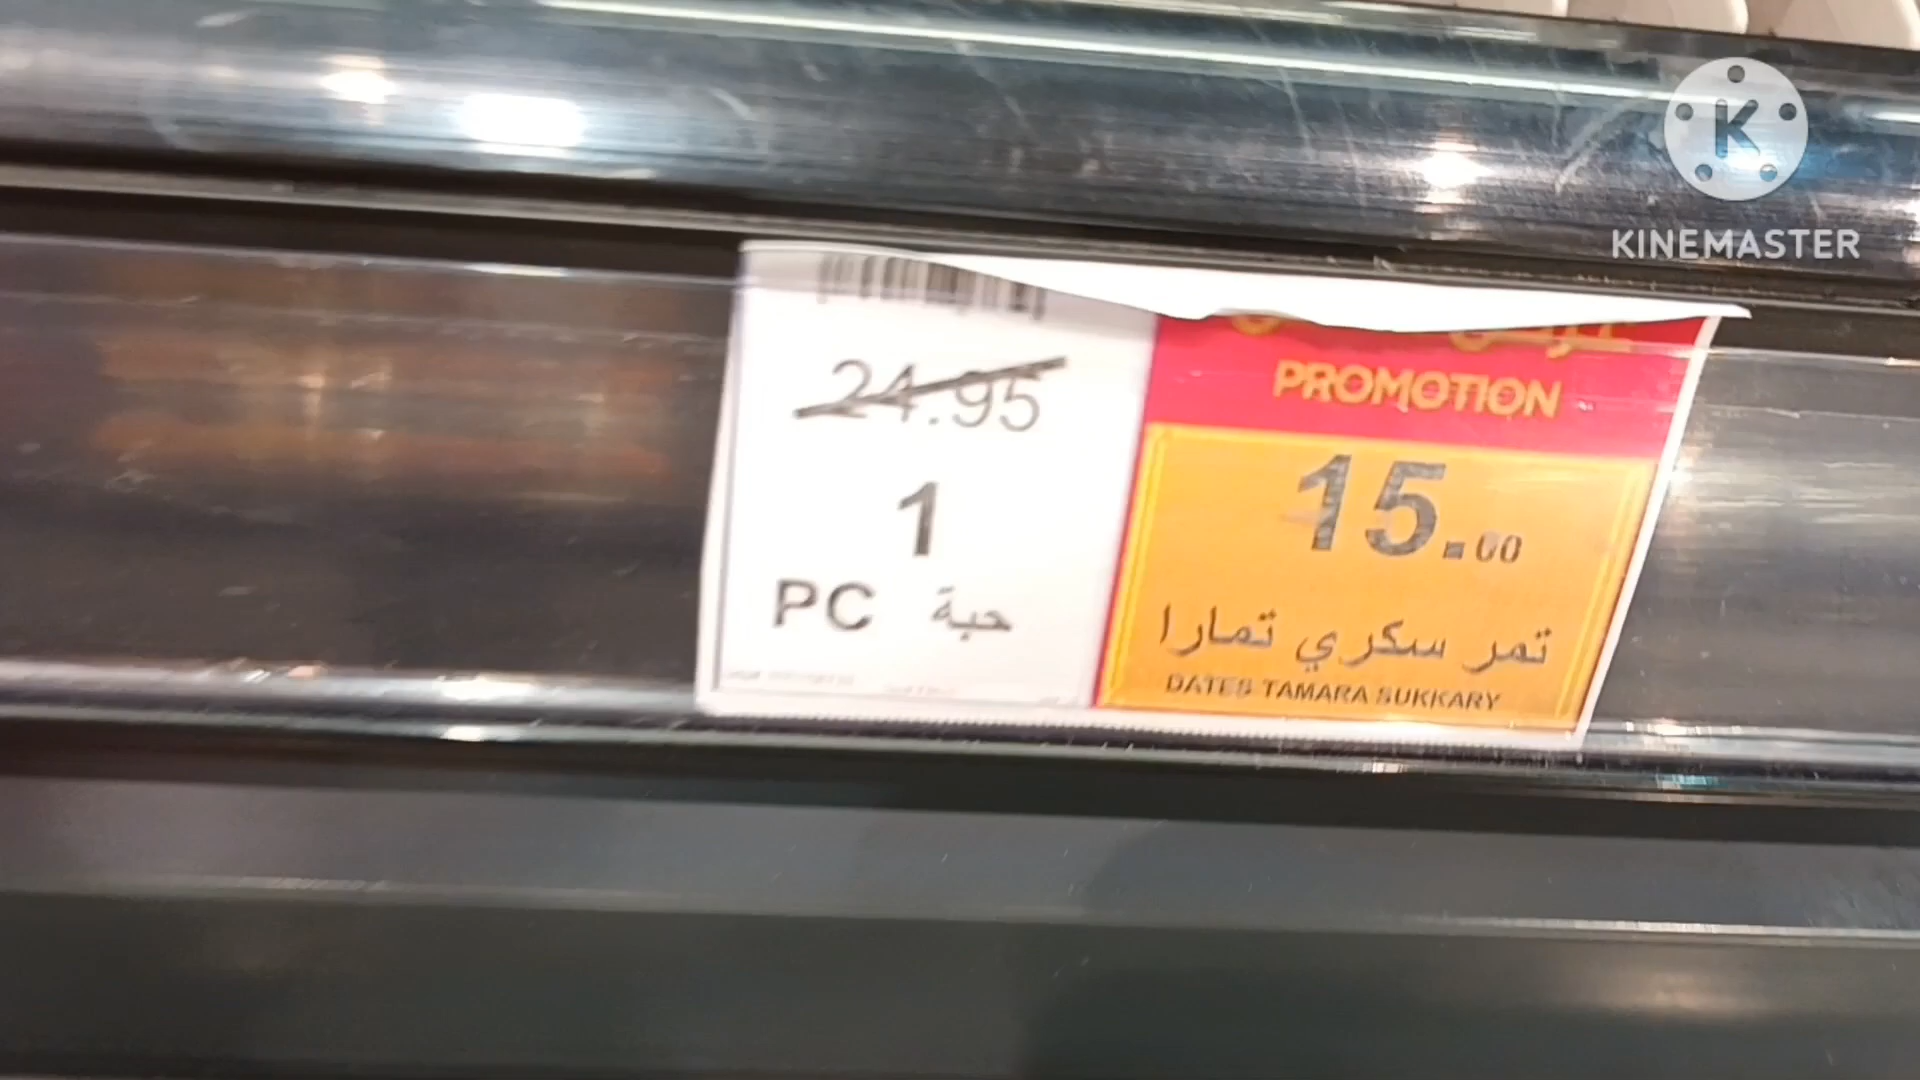 24.95
1
PC حبة
PROMOTION
15.00
تمر سكري تمارا
DATES TAMARA SUKKARY
K
KINEMASTER